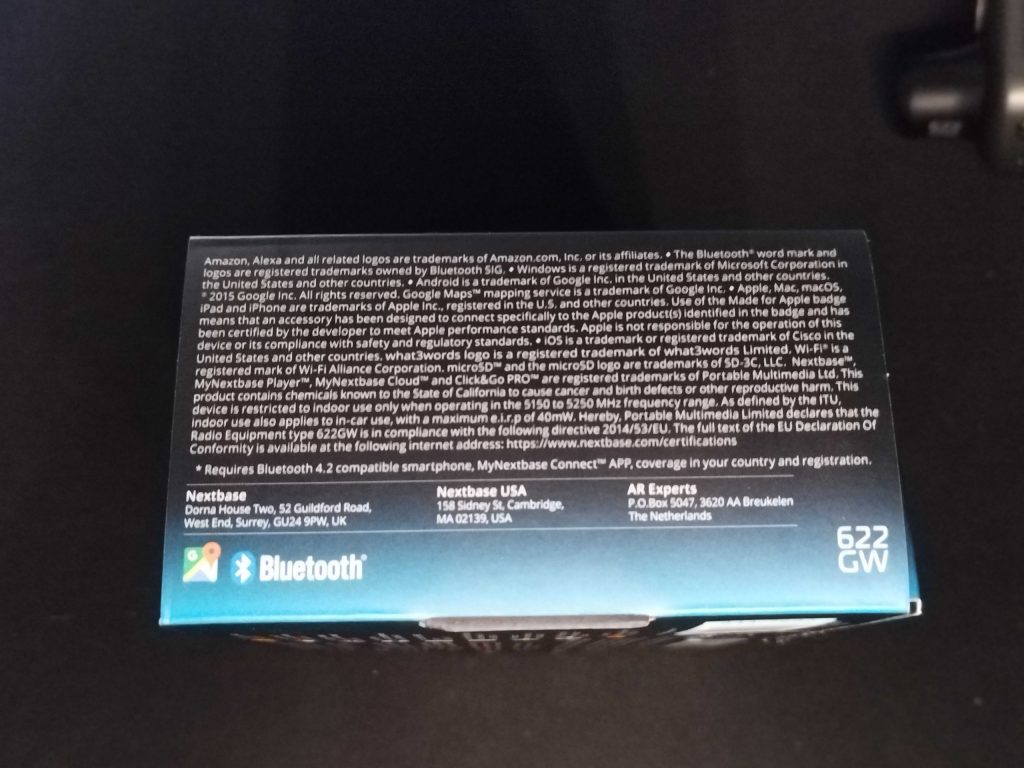 Amazon, Alexa and all related logos are trademarks of Amazon.com, Inc. or its affiliates. • The Bluetooth® word mark and
logos are registered trademarks owned by Bluetooth SIG. • Windows is a registered trademark of Microsoft Corporation in
the United States and other countries. • Android is a trademark of Google Inc. in the United States and other countries.
© 2015 Google Inc. All rights reserved. Google Maps™ mapping service is a trademark of Google Inc. • Apple, Mac, macOS,
iPad and iPhone are trademarks of Apple Inc., registered in the U.S. and other countries. Use of the Made for Apple badge
means that an accessory has been designed to connect specifically to the Apple product(s) identified in the badge and has
been certified by the developer to meet Apple performance standards. Apple is not responsible for the operation of this
device or its compliance with safety and regulatory standards. • iOS is a trademark or registered trademark of Cisco in the
United States and other countries. what3words logo is a registered trademark of what3words Limited. Wi-Fi® is a
registered mark of Wi-Fi Alliance Corporation. microSD™ and the microSD logo are trademarks of SD-3C, LLC. Nextbase™,
MyNextbase Player™, MyNextbase Cloud™ and Click&Go PRO™ are registered trademarks of Portable Multimedia Ltd. This
product contains chemicals known to the State of California to cause cancer and birth defects or other reproductive harm. This
device is restricted to indoor use only when operating in the 5150 to 5250 MHz frequency range. As defined by the ITU,
indoor use also applies to in-car use, with a maximum e.i.r.p of 40mW. Hereby, Portable Multimedia Limited declares that the
Radio Equipment type 622GW is in compliance with the following directive 2014/53/EU. The full text of the EU Declaration Of
Conformity is available at the following internet address: https://www.nextbase.com/certifications
* Requires Bluetooth 4.2 compatible smartphone, MyNextbase Connect™ APP, coverage in your country and registration.
Nextbase
Dorna House Two, 52 Guildford Road,
West End, Surrey, GU24 9PW, UK
Nextbase USA
158 Sidney St, Cambridge,
MA 02139, USA
AR Experts
P.O.Box 5047, 3620 AA Breukelen
The Netherlands
G
Bluetooth®
622
GW